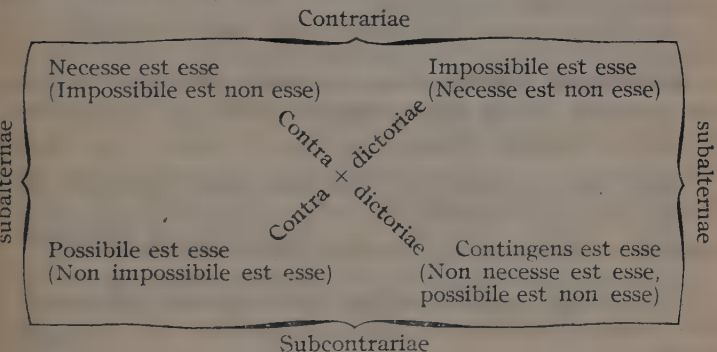 Contrariae
Necesse est esse
(Impossibile est non esse)
Impossibile est esse
(Necesse est non esse)
subalternae
Contra
dictoriae
×
Contra
dictoriae
subalternae
Possibile est esse
(Non impossibile est esse)
Contingens est esse
(Non necesse est esse,
possibile est non esse)
Subcontrariae